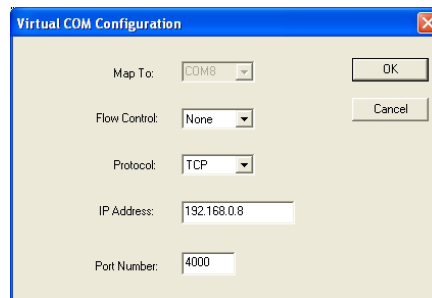 Virtual COM Configuration
Map To: COM8 OK
Flow Control: None Cancel
Protocol: TCP
IP Address: 192.168.0.8
Port Number: 4000